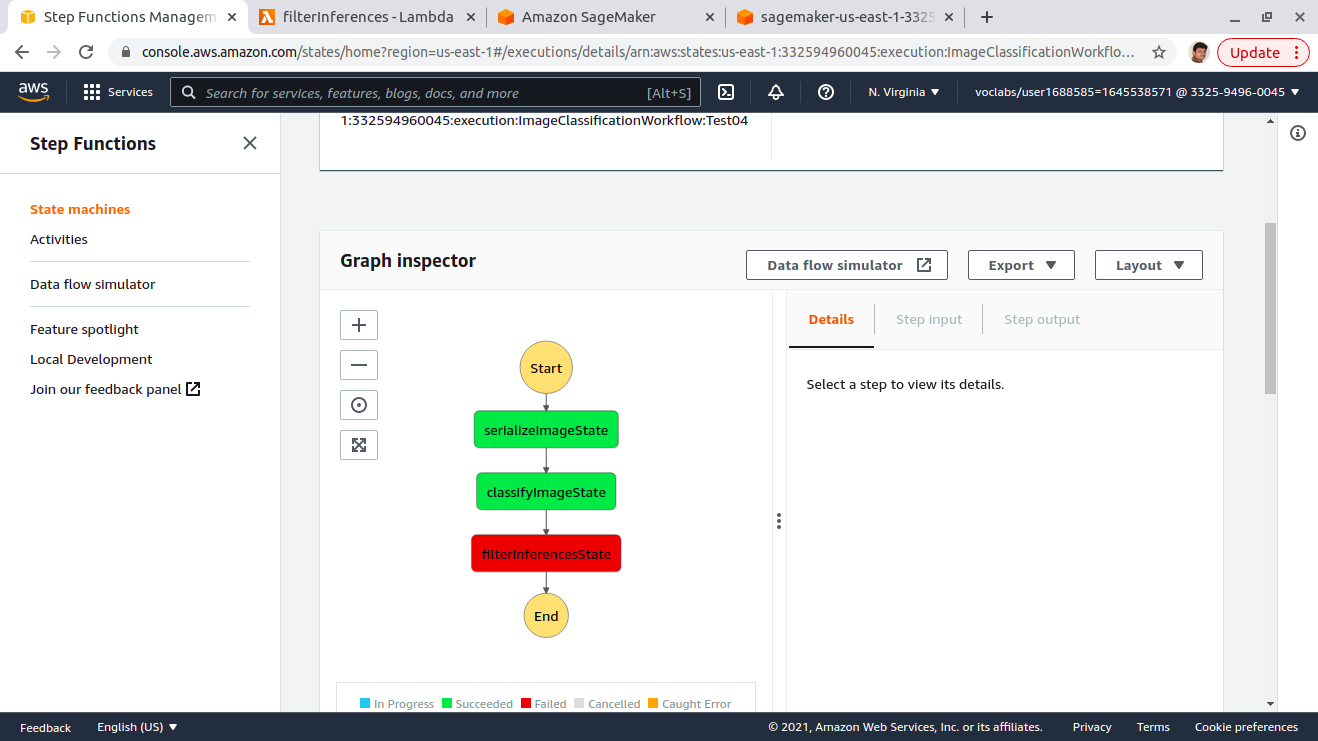 Step Functions Managem
filterInferences - Lambda
Amazon SageMaker
sagemaker-us-east-1-3325
console.aws.amazon.com/states/home?region=us-east-1#/executions/details/arn:aws:states:us-east-1:332594960045:execution:ImageClassificationWorkflo...
Update
aws
Services
Search for services, features, blogs, docs, and more
[Alt+S]
N. Virginia
voclabs/user1688585=1645538571 @ 3325-9496-0045
Step Functions
State machines
Activities
Data flow simulator
Feature spotlight
Local Development
Join our feedback panel
1:332594960045:execution:ImageClassificationWorkflow:Test04
Graph inspector
Data flow simulator
Export
Layout
Start
serializeImageState
classifyImageState
filterInferencesState
End
In Progress
Succeeded
Failed
Cancelled
Caught Error
Details
Step input
Step output
Select a step to view its details.
Feedback
English (US)
© 2021, Amazon Web Services, Inc. or its affiliates.
Privacy
Terms
Cookie preferences